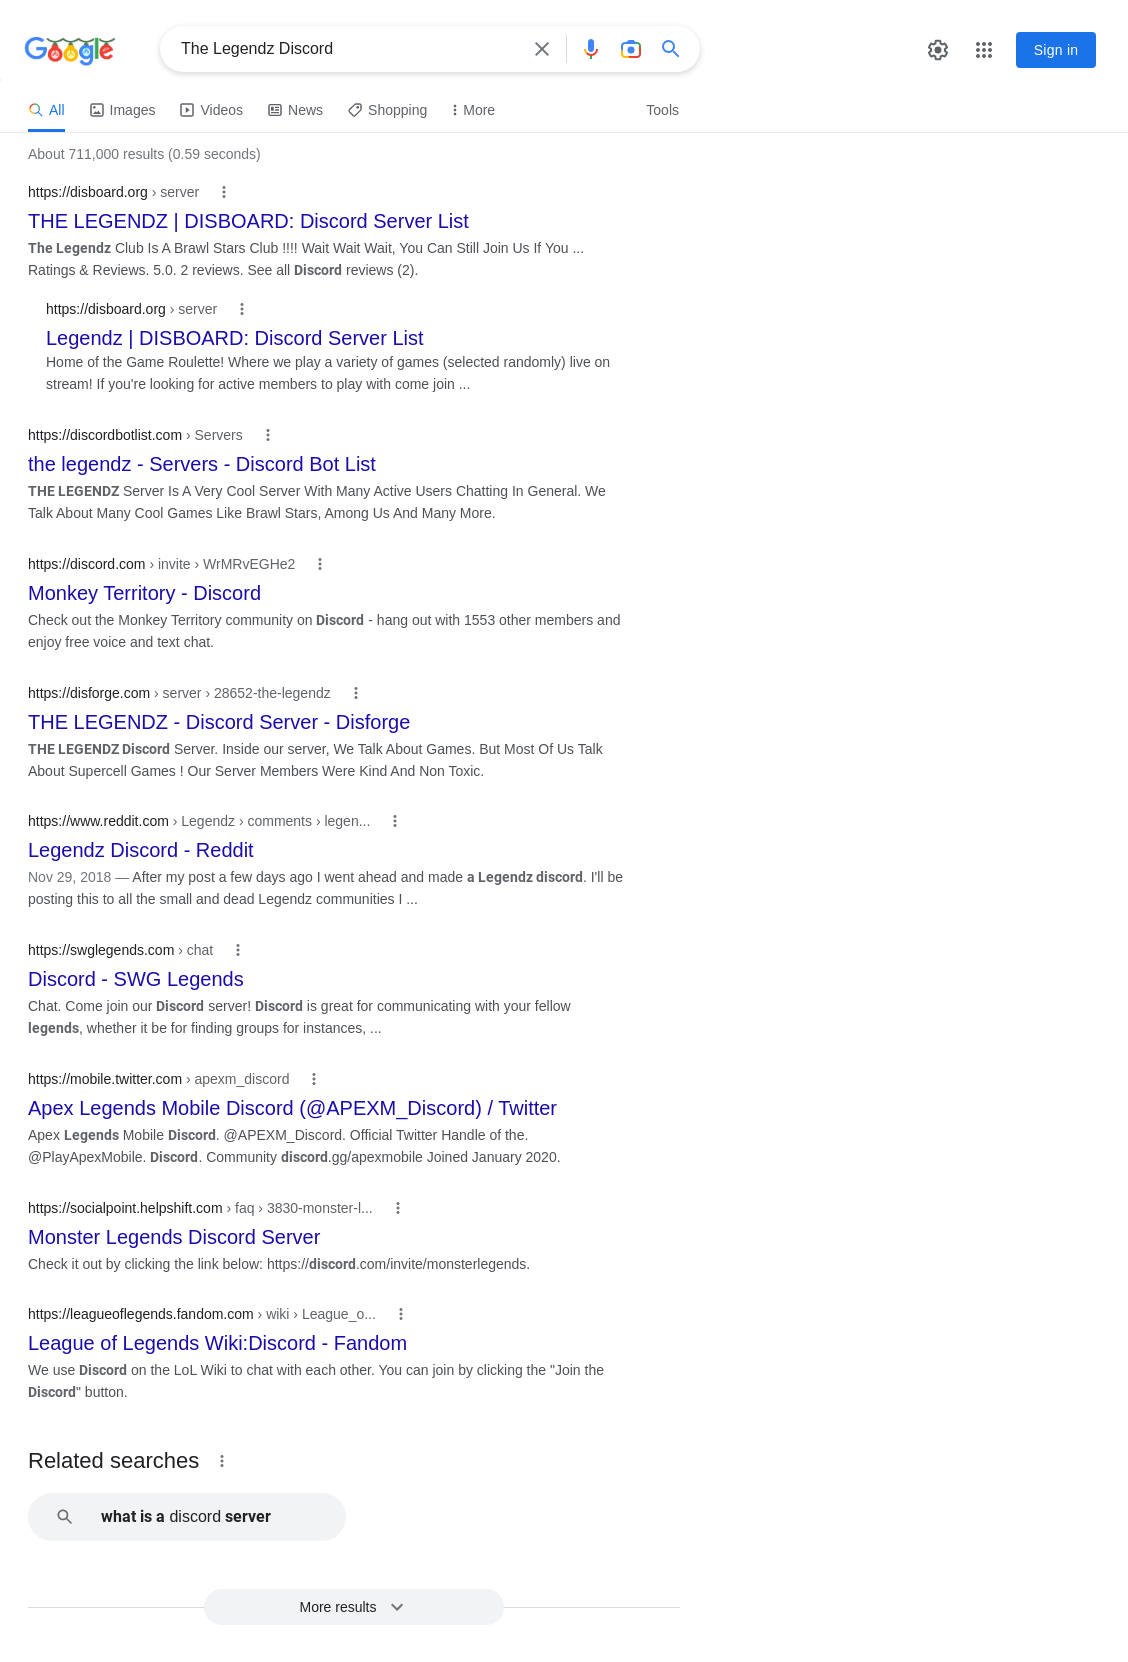 Google
The Legendz Discord
Sign in
All Images Videos News Shopping More Tools
About 711,000 results (0.59 seconds)
https://disboard.org › server
THE LEGENDZ | DISBOARD: Discord Server List
The Legendz Club Is A Brawl Stars Club !!!! Wait Wait Wait, You Can Still Join Us If You ...
Ratings & Reviews. 5.0. 2 reviews. See all Discord reviews (2).
https://disboard.org › server
Legendz | DISBOARD: Discord Server List
Home of the Game Roulette! Where we play a variety of games (selected randomly) live on
stream! If you're looking for active members to play with come join ...
https://discordbotlist.com › Servers
the legendz - Servers - Discord Bot List
THE LEGENDZ Server Is A Very Cool Server With Many Active Users Chatting In General. We
Talk About Many Cool Games Like Brawl Stars, Among Us And Many More.
https://discord.com › invite › WrMRvEGHe2
Monkey Territory - Discord
Check out the Monkey Territory community on Discord - hang out with 1553 other members and
enjoy free voice and text chat.
https://disforge.com › server › 28652-the-legendz
THE LEGENDZ - Discord Server - Disforge
THE LEGENDZ Discord Server. Inside our server, We Talk About Games. But Most Of Us Talk
About Supercell Games ! Our Server Members Were Kind And Non Toxic.
https://www.reddit.com › Legendz › comments › legen...
Legendz Discord - Reddit
Nov 29, 2018 — After my post a few days ago I went ahead and made a Legendz discord. I'll be
posting this to all the small and dead Legendz communities I ...
https://swglegends.com › chat
Discord - SWG Legends
Chat. Come join our Discord server! Discord is great for communicating with your fellow
legends, whether it be for finding groups for instances, ...
https://mobile.twitter.com › apexm_discord
Apex Legends Mobile Discord (@APEXM_Discord) / Twitter
Apex Legends Mobile Discord. @APEXM_Discord. Official Twitter Handle of the.
@PlayApexMobile. Discord. Community discord.gg/apexmobile Joined January 2020.
https://socialpoint.helpshift.com › faq › 3830-monster-l...
Monster Legends Discord Server
Check it out by clicking the link below: https://discord.com/invite/monsterlegends.
https://leagueoflegends.fandom.com › wiki › League_o...
League of Legends Wiki:Discord - Fandom
We use Discord on the LoL Wiki to chat with each other. You can join by clicking the "Join the
Discord" button.
Related searches
what is a discord server
More results